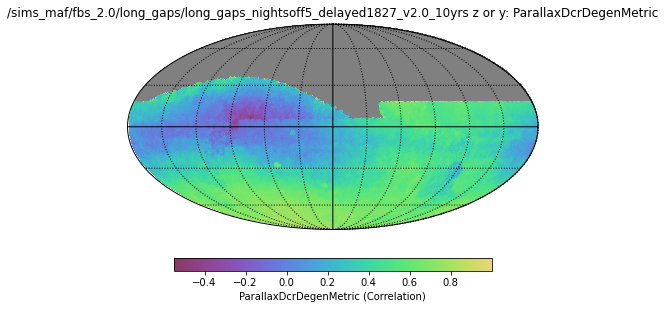 /sims_maf/fbs_2.0/long_gaps/long_gaps_nightsoff5_delayed1827_v2.0_10yrs z or y: ParallaxDcrDegenMetric
−0.4 −0.2 0.0 0.2 0.4 0.6 0.8
ParallaxDcrDegenMetric (Correlation)